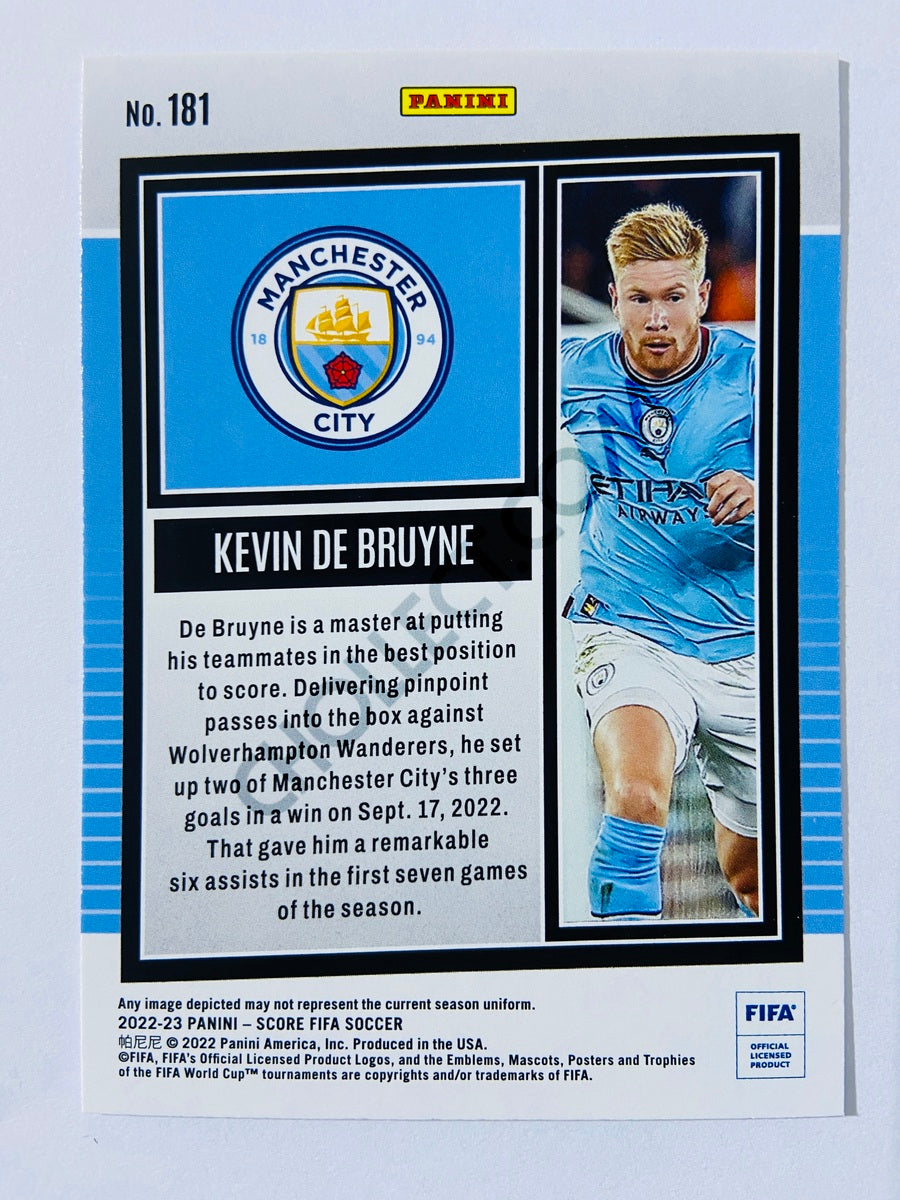 No. 181
PANINI
MANCHESTER
18 94
CITY
ETIHAD
AIRWAYS
KEVIN DE BRUYNE
De Bruyne is a master at putting
his teammates in the best position
to score. Delivering pinpoint
passes into the box against
Wolverhampton Wanderers, he set
up two of Manchester City's three
goals in a win on Sept. 17, 2022.
That gave him a remarkable
six assists in the first seven games
of the season.
CHOLLECT.COM
Any image depicted may not represent the current season uniform.
2022-23 PANINI – SCORE FIFA SOCCER
帕尼尼 © 2022 Panini America, Inc. Produced in the USA.
©FIFA, FIFA's Official Licensed Product Logos, and the Emblems, Mascots, Posters and Trophies
of the FIFA World Cup™ tournaments are copyrights and/or trademarks of FIFA.
FIFA®
OFFICIAL
LICENSED
PRODUCT